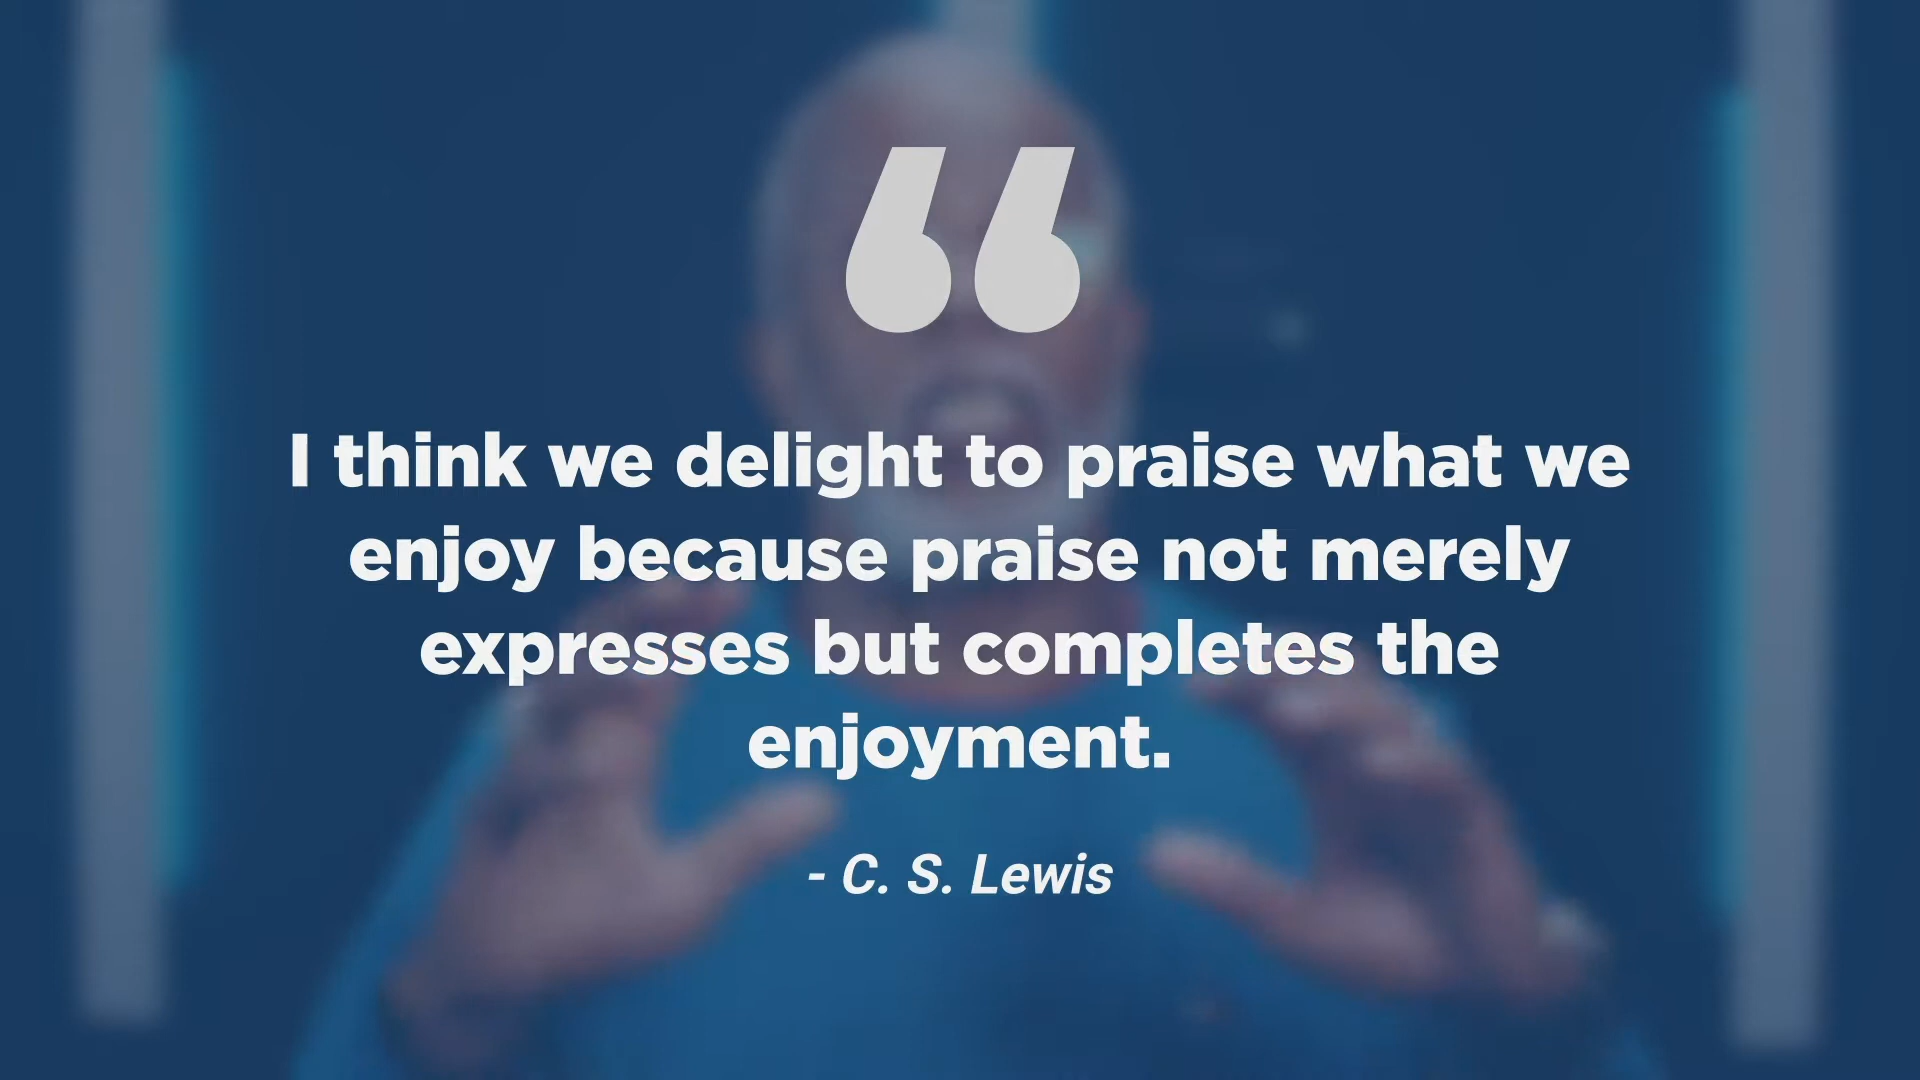 “
I think we delight to praise what we
enjoy because praise not merely
expresses but completes the
enjoyment.
- C. S. Lewis